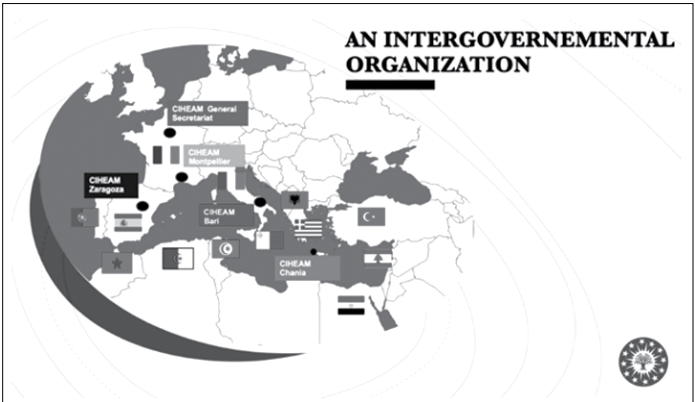 AN INTERGOVERNEMENTAL
ORGANIZATION
CIHEAM General
Secretariat
CIHEAM
Montpellier
CIHEAM
Zaragoza
CIHEAM
Bari
CIHEAM
Chania